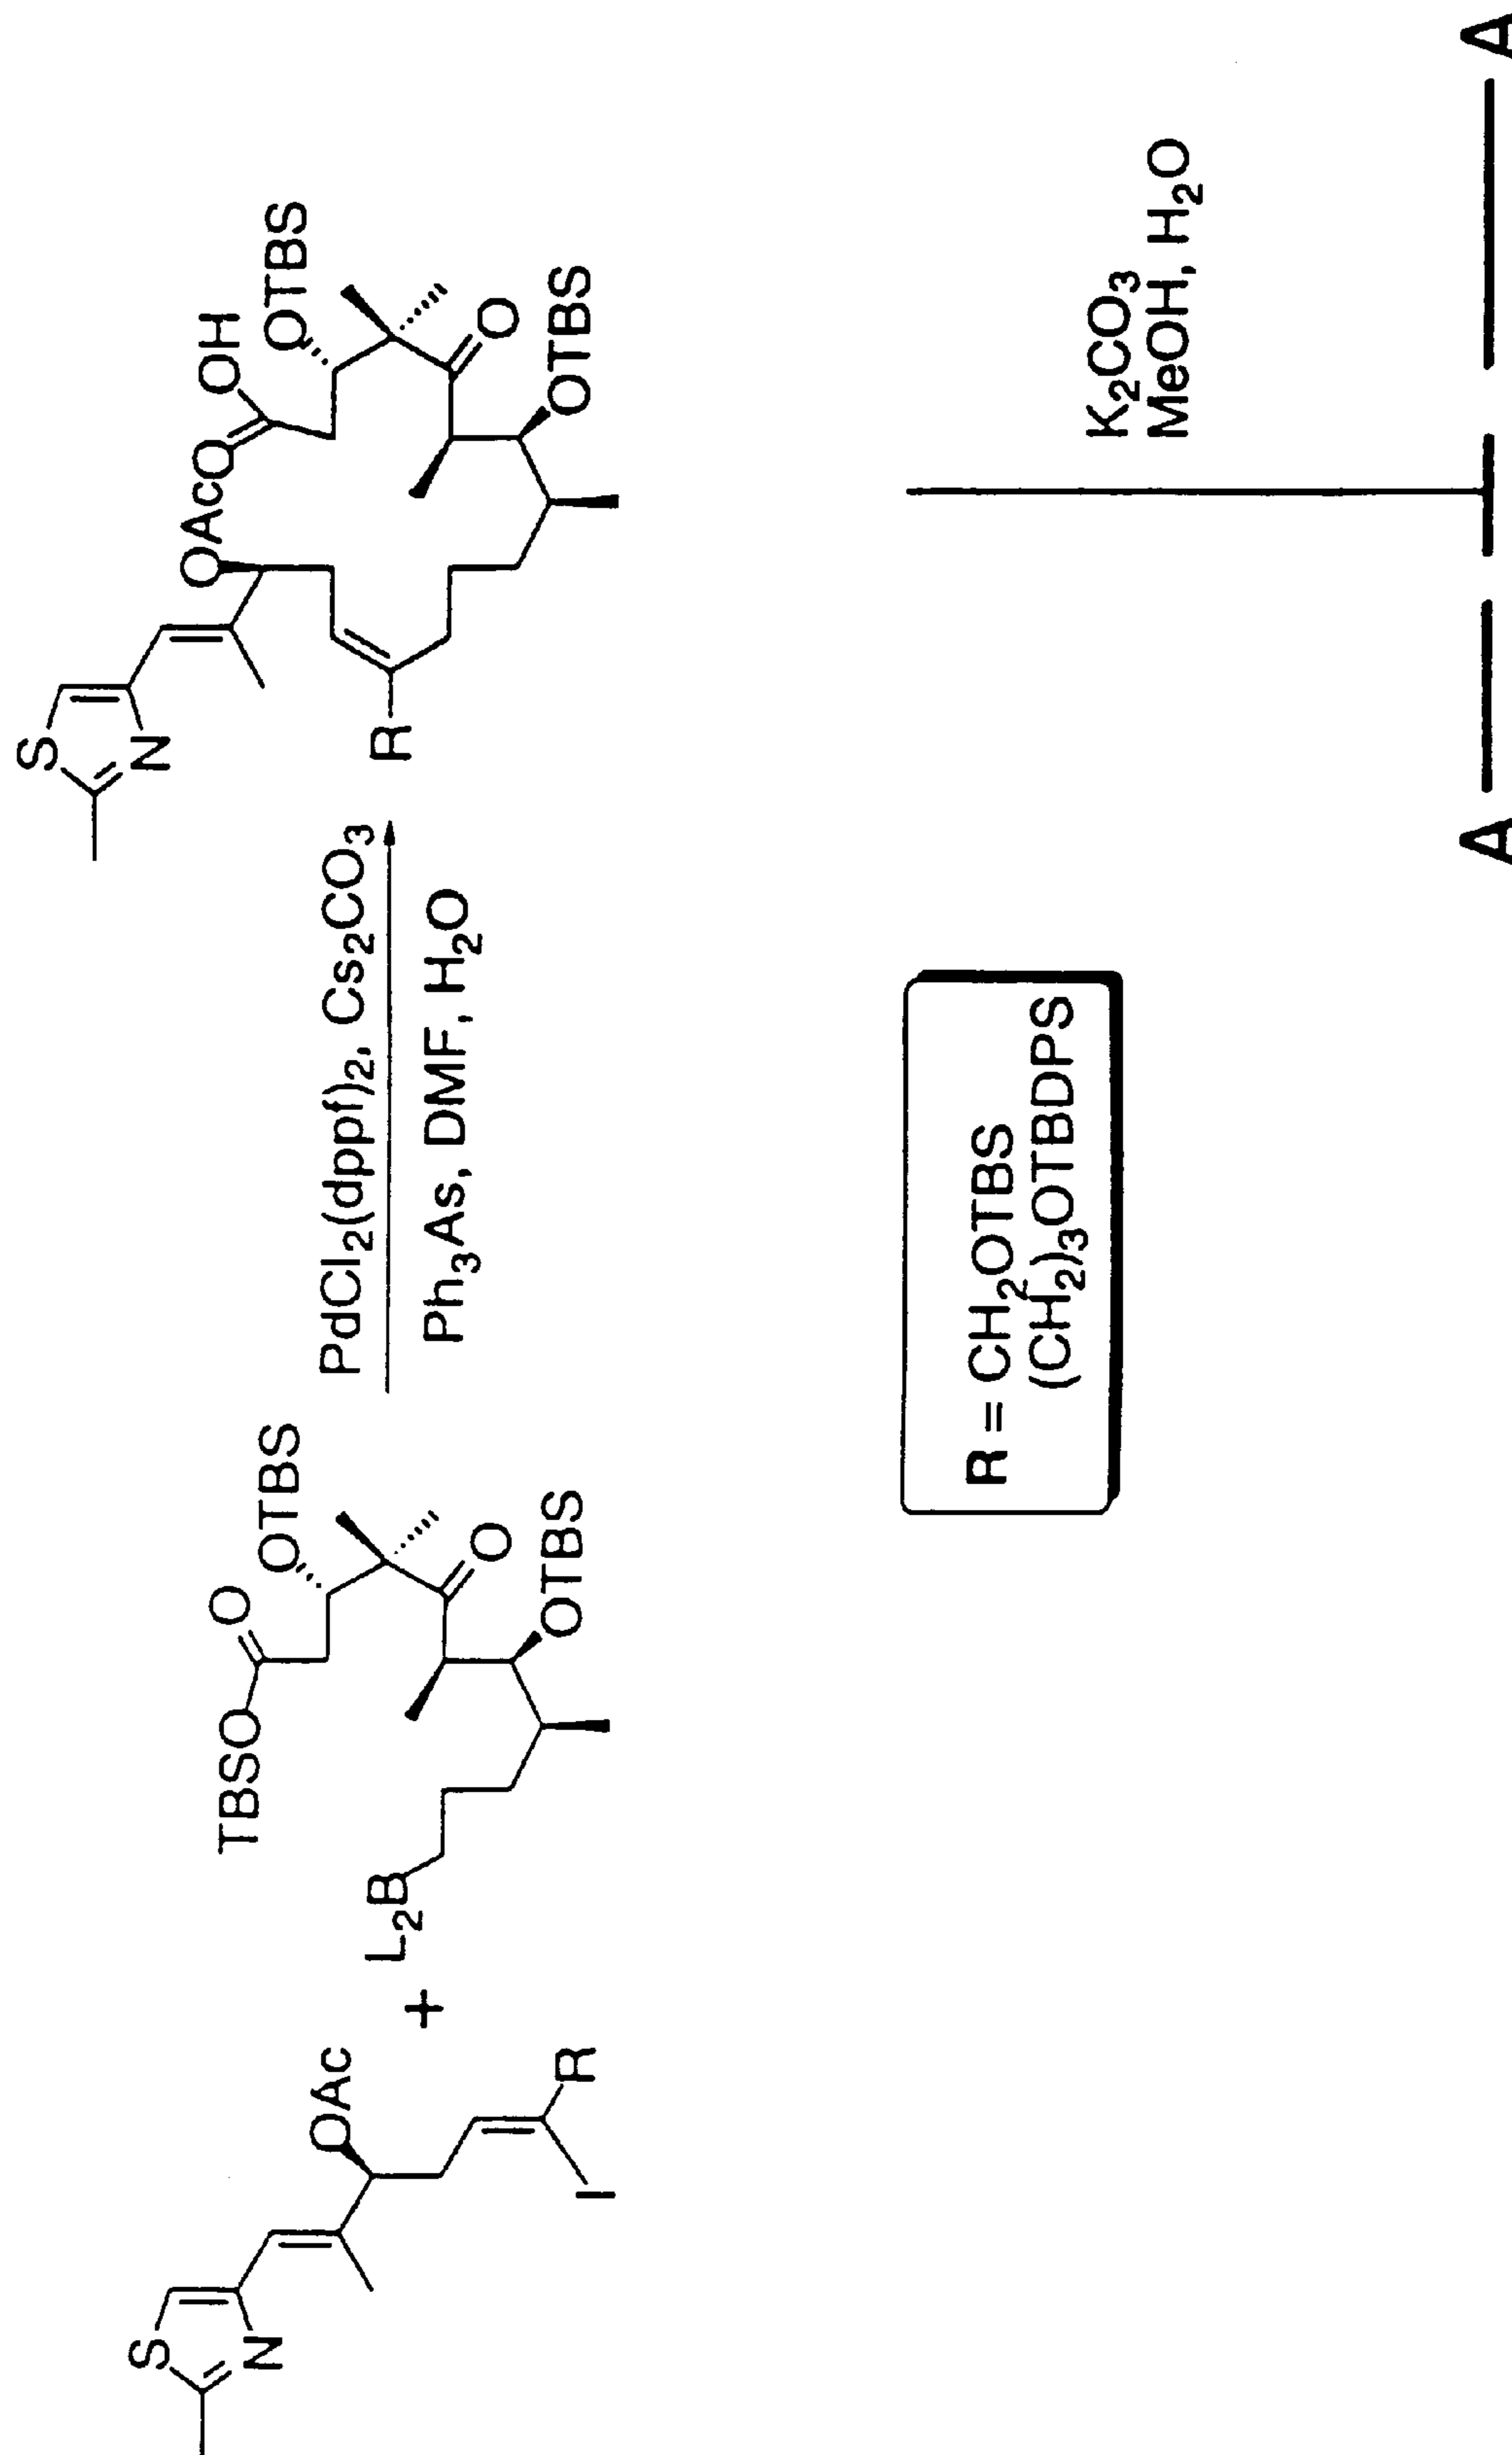 S
N
OAc
I
R
+
L₂B
TBSO
O
OTBS
O
OTBS
PdCl₂(dppf)₂, Cs₂CO₃
Ph₃As, DMF, H₂O
S
N
OAc
O
OH
OTBS
O
OTBS
R
R = CH₂OTBS
(CH₂)₃OTBDPS
K₂CO₃
MeOH, H₂O
A
A